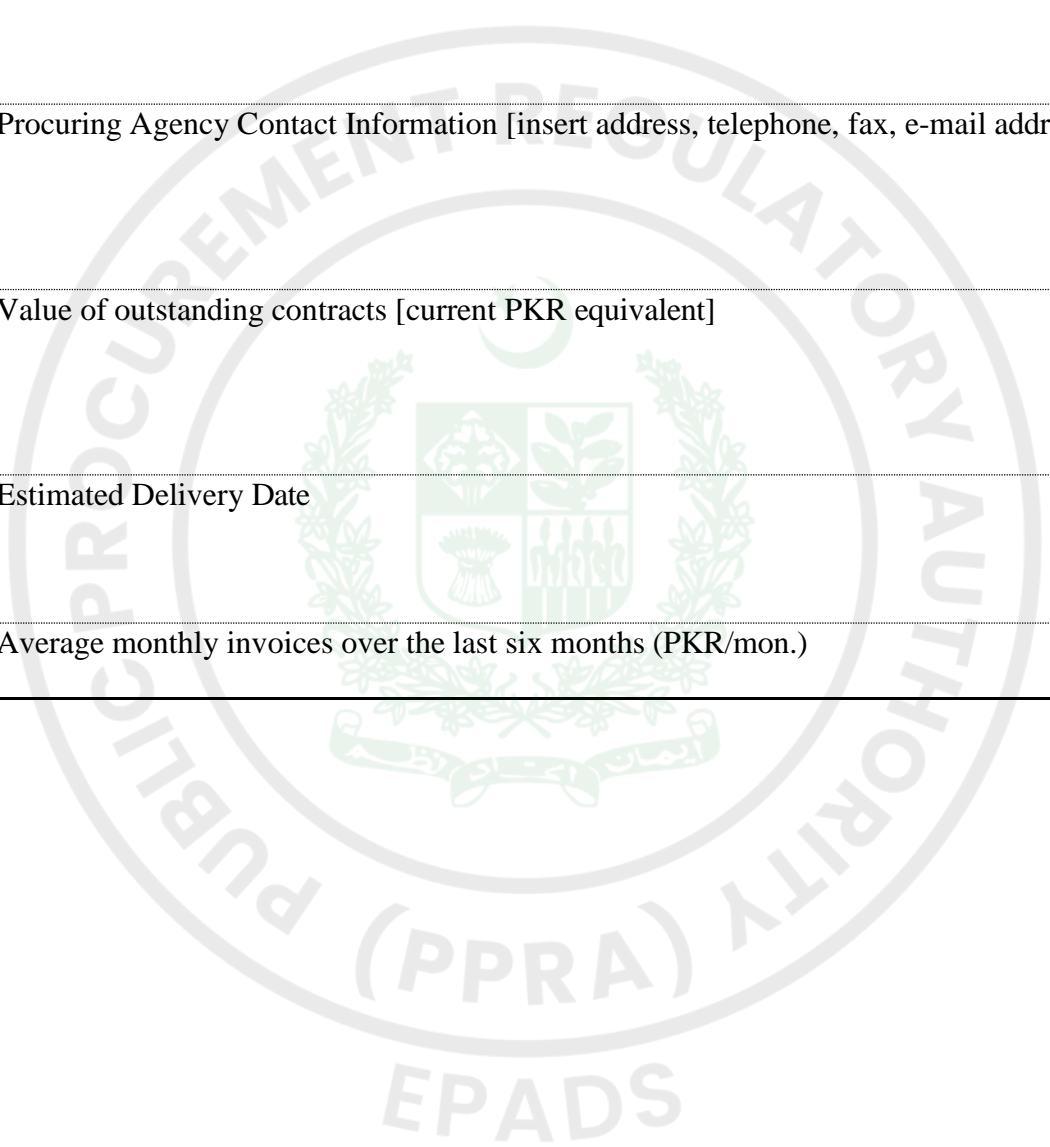 Procuring Agency Contact Information [insert address, telephone, fax, e-mail addr
Value of outstanding contracts [current PKR equivalent]
Estimated Delivery Date
Average monthly invoices over the last six months (PKR/mon.)
PUBLIC PROCUREMENT REGULATORY AUTHORITY
(PPRA)
EPADS